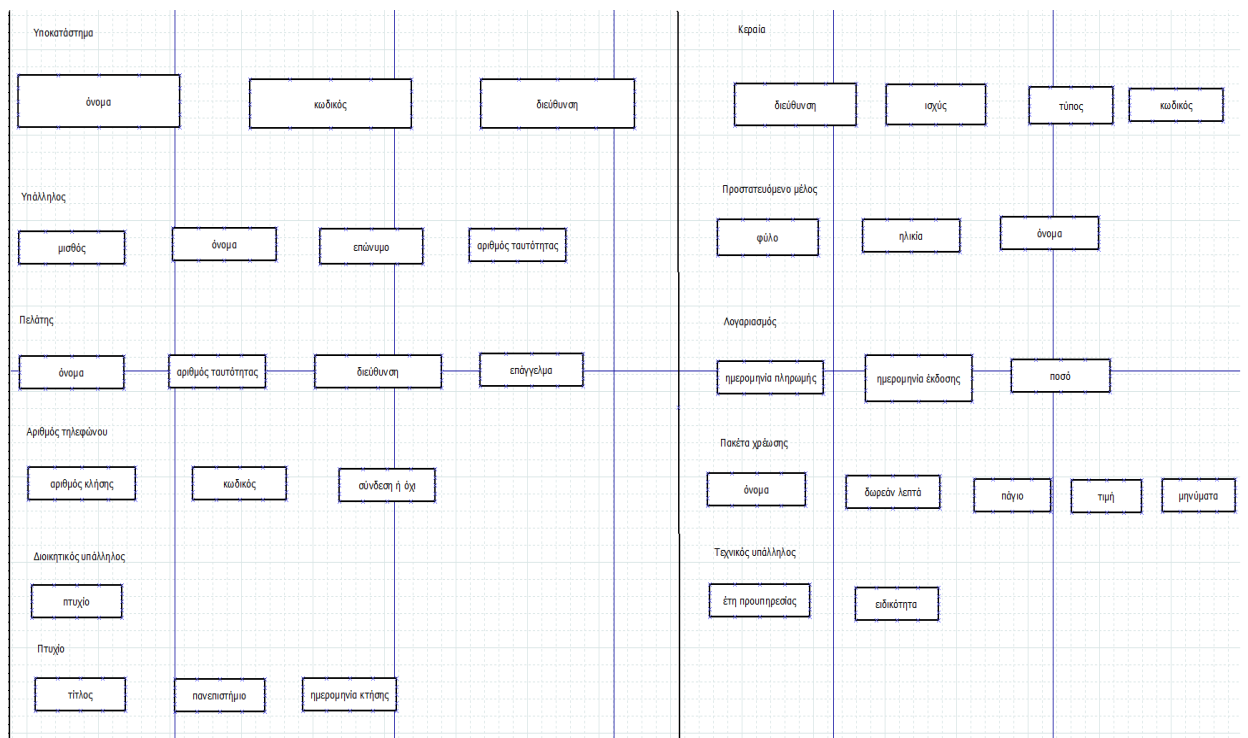 Υποκατάστημα
όνομα κωδικός διεύθυνση
Υπάλληλος
μισθός όνομα επώνυμο αριθμός ταυτότητας
Πελάτης
όνομα αριθμός ταυτότητας διεύθυνση επάγγελμα
Αριθμός τηλεφώνου
αριθμός κλήσης κωδικός σύνδεση ή όχι
Διοικητικός υπάλληλος
πτυχίο
Πτυχίο
τίτλος πανεπιστήμιο ημερομηνία κτήσης
Κεραία
διεύθυνση ισχύς τύπος κωδικός
Προστατευόμενο μέλος
φύλο ηλικία όνομα
Λογαριασμός
ημερομηνία πληρωμής ημερομηνία έκδοσης ποσό
Πακέτα χρέωσης
όνομα δωρεάν λεπτά πάγιο τιμή μηνύματα
Τεχνικός υπάλληλος
έτη προυπηρεσίας ειδικότητα